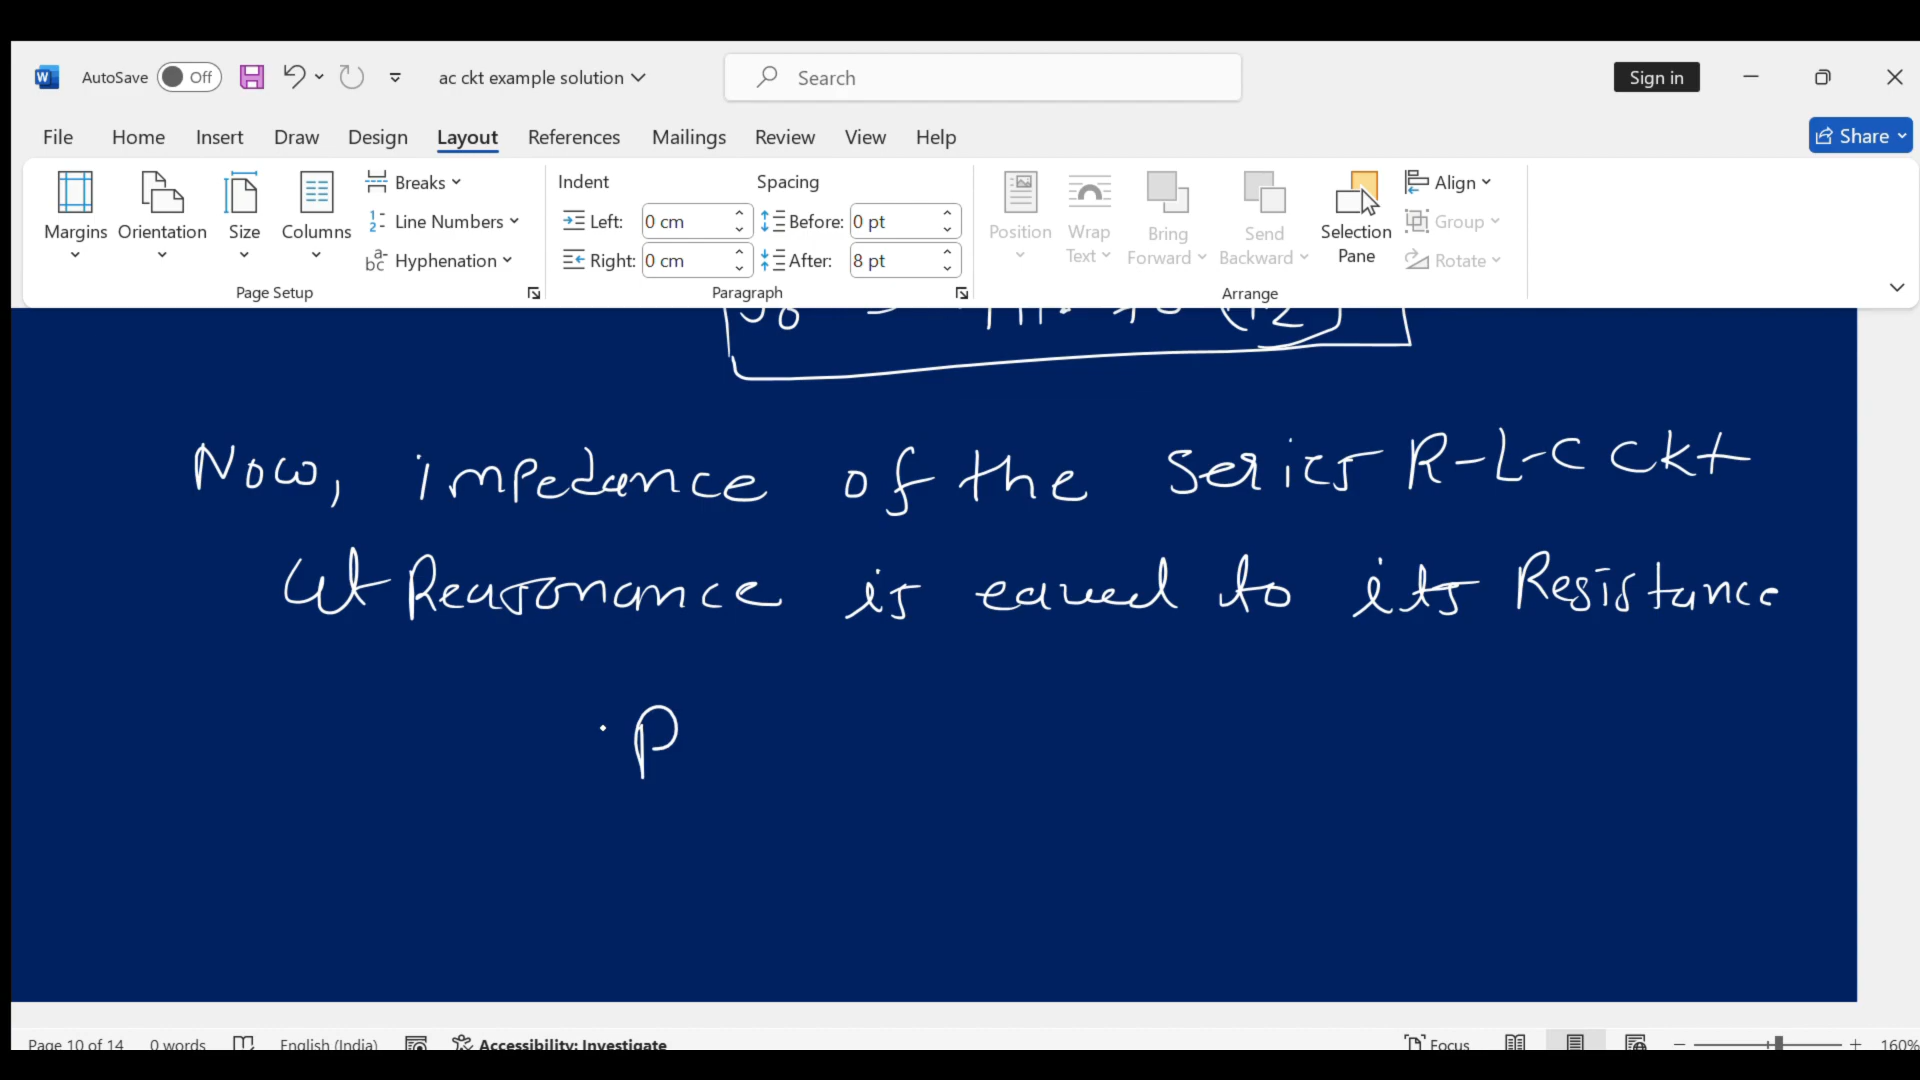 AutoSave Off ac ckt example solution Search Sign in
File Home Insert Draw Design Layout References Mailings Review View Help Share
Margins Orientation Size Columns Breaks Line Numbers Hyphenation
Page Setup
Indent Spacing
Left: 0 cm Before: 0 pt
Right: 0 cm After: 8 pt
Paragraph
Position Wrap Text Bring Forward Send Backward Selection Pane Align Group Rotate
Arrange
Now, impedance of the series R-L-C ckt
at Reasonance is equal to its Resistance
. P
Page 10 of 14 0 words English (India) Accessibility: Investigate Focus 160%